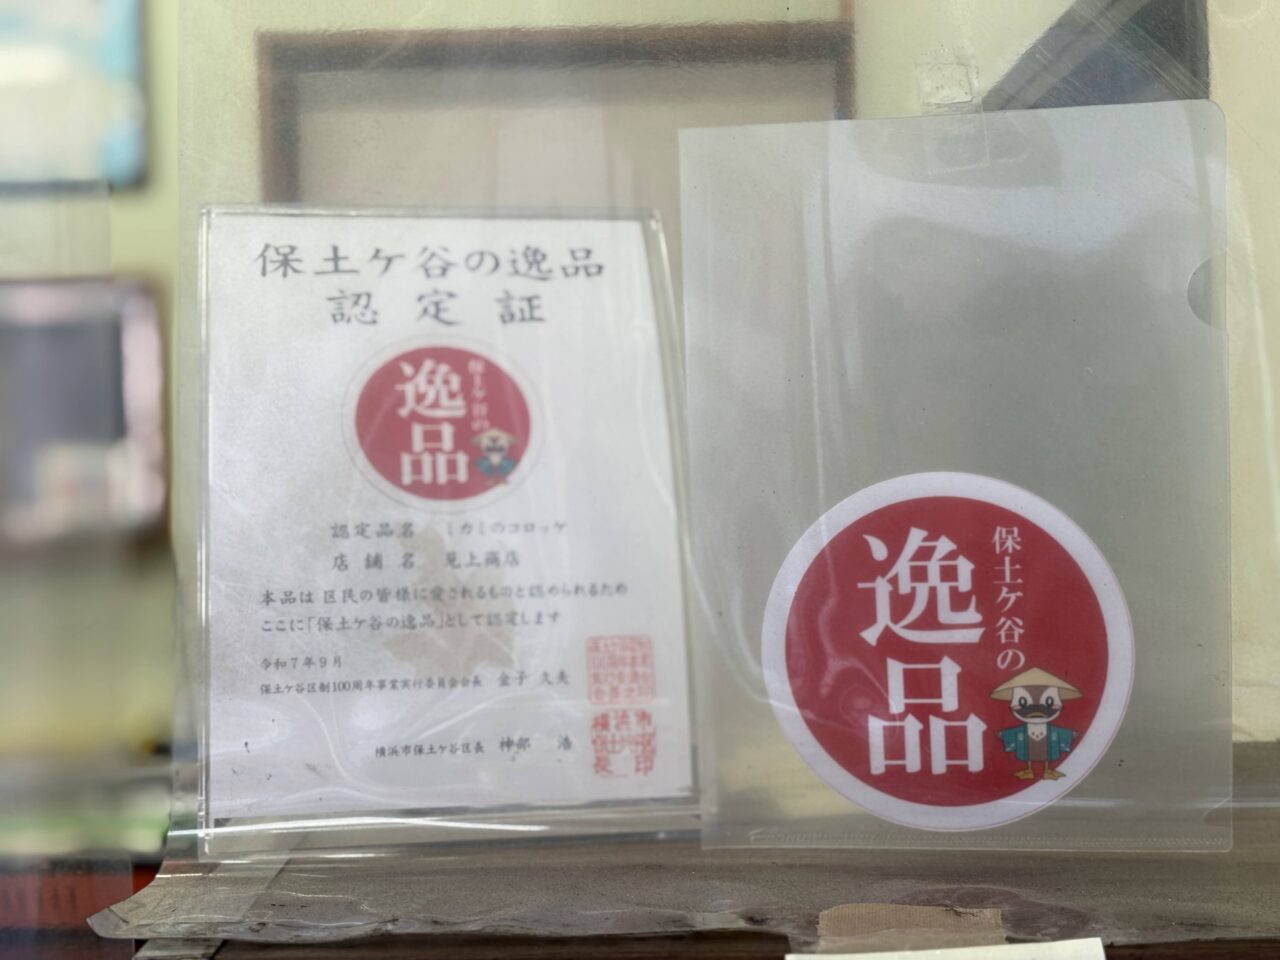 保土ケ谷の逸品
認定証
保土ケ谷の
逸品
認定品名 ミカミのコロッケ
店舗名 見上商店
本品は区民の皆様に愛されるものと認められるため
ここに「保土ケ谷の逸品」として認定します
令和7年9月
保土ケ谷区制100周年事業実行委員会会長 金子 久夫
横浜市保土ケ谷区長 神部 浩
保土ケ谷の
逸品